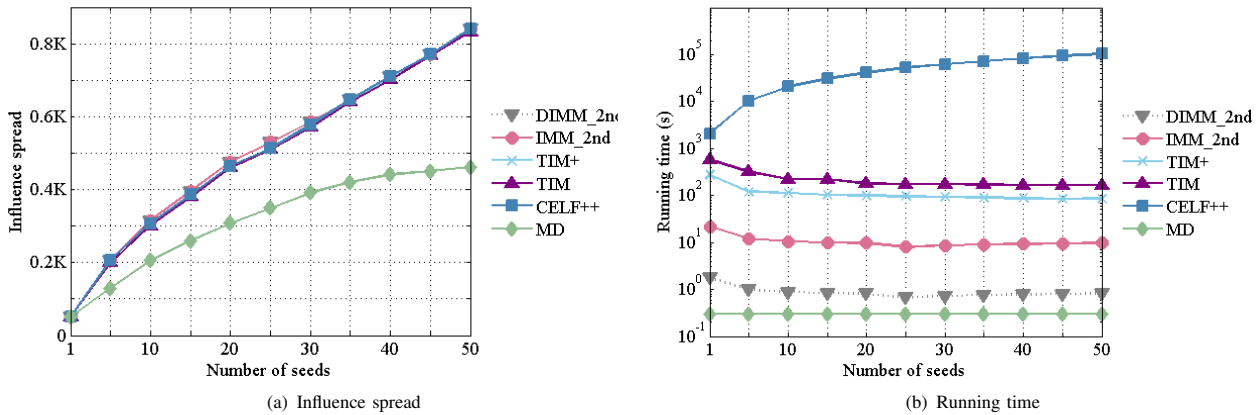 0.8K
0.6K
0.4K
0.2K
0
Influence spread
1 10 20 30 40 50
Number of seeds
DIMM_2nd
IMM_2nd
TIM+
TIM
CELF++
MD
(a) Influence spread
10^5
10^4
10^3
10^2
10^1
10^0
10^-1
Running time (s)
1 10 20 30 40 50
Number of seeds
DIMM_2nd
IMM_2nd
TIM+
TIM
CELF++
MD
(b) Running time